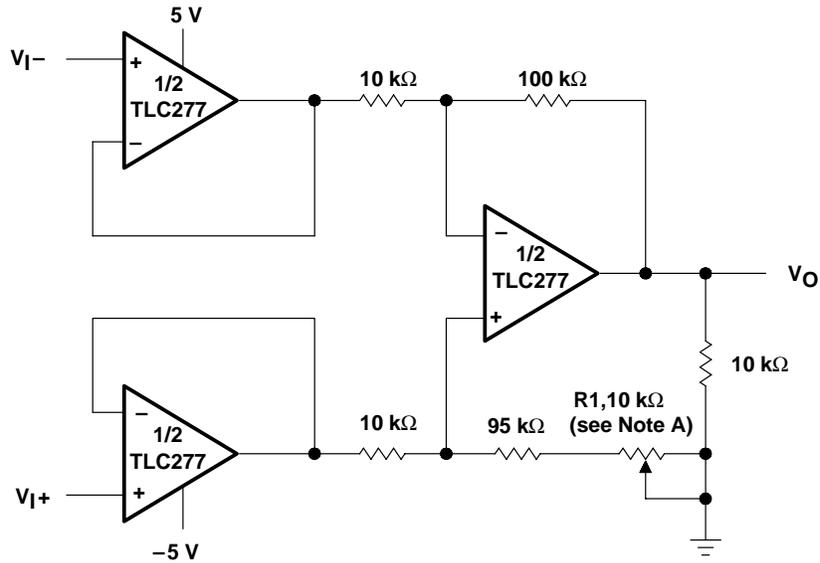 5 V
VI−
+
1/2
TLC277
−
10 kΩ
100 kΩ
−
1/2
TLC277
+
VO
10 kΩ
R1,10 kΩ
(see Note A)
95 kΩ
10 kΩ
−
1/2
TLC277
+
VI+
−5 V